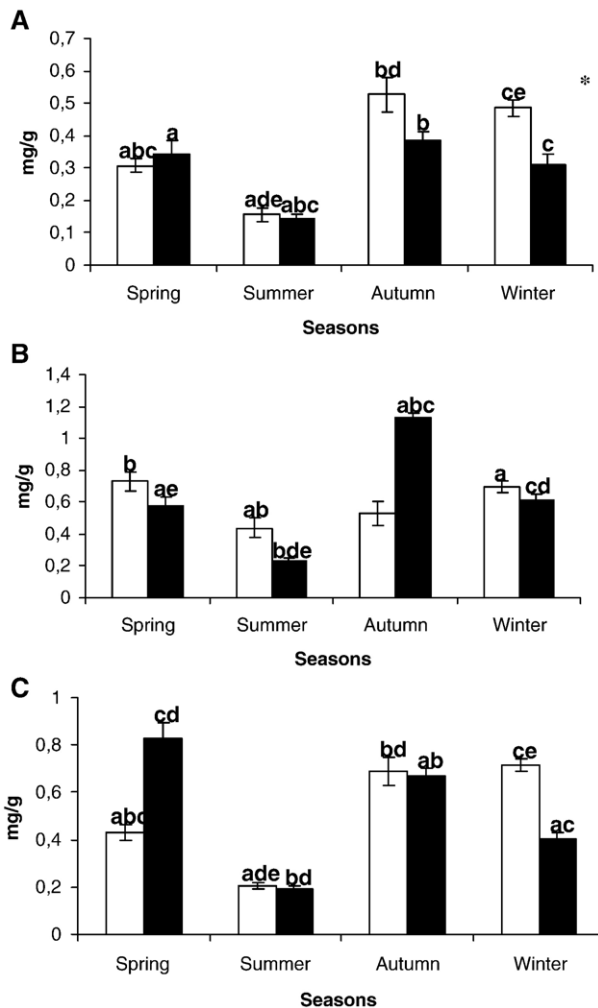 A
0,7
0,6
0,5
0,4
0,3
0,2
0,1
0
mg/g
abc a ade abc bd b ce c *
Spring Summer Autumn Winter
Seasons
B
1,4
1,2
1
0,8
0,6
0,4
0,2
0
mg/g
b ae ab bde abc a cd
Spring Summer Autumn Winter
Seasons
C
1
0,8
0,6
0,4
0,2
0
mg/g
cd ade bd bd ab ce ac
Spring Summer Autumn Winter
Seasons